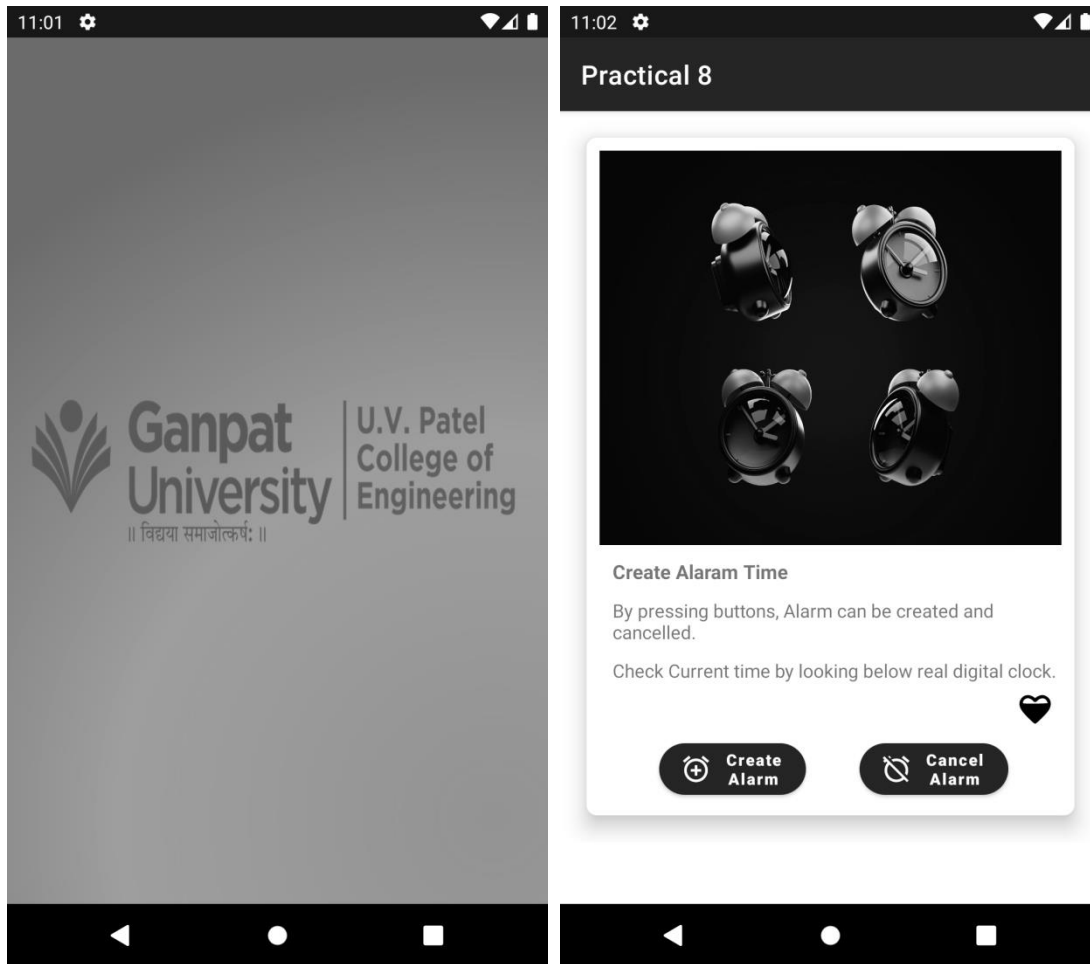 11:01
Ganpat
University
॥ विद्यया समाजोत्कर्ष: ॥
U.V. Patel
College of
Engineering
11:02
Practical 8
Create Alaram Time
By pressing buttons, Alarm can be created and
cancelled.
Check Current time by looking below real digital clock.
Create
Alarm
Cancel
Alarm